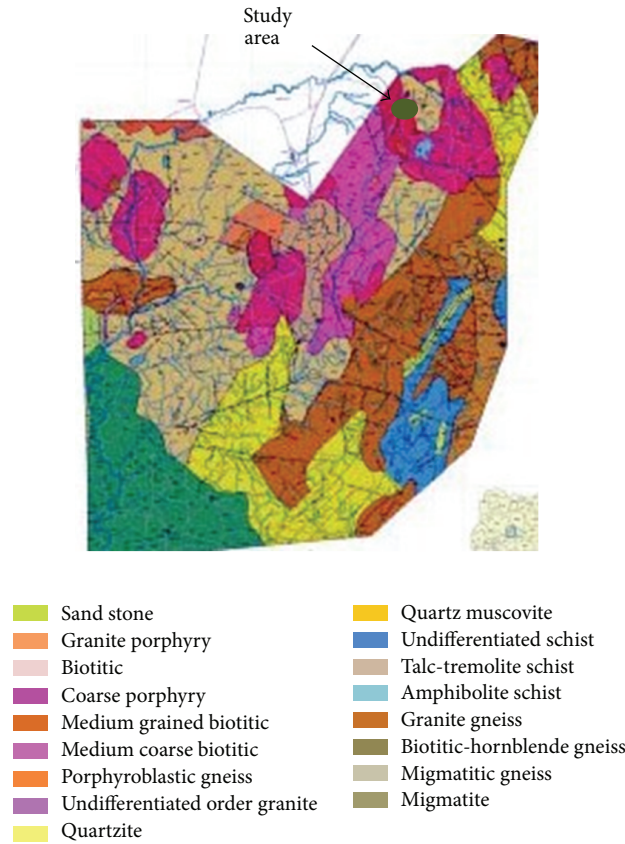 Study
area
Sand stone
Granite porphyry
Biotitic
Coarse porphyry
Medium grained biotitic
Medium coarse biotitic
Porphyroblastic gneiss
Undifferentiated order granite
Quartzite
Quartz muscovite
Undifferentiated schist
Talc-tremolite schist
Amphibolite schist
Granite gneiss
Biotitic-hornblende gneiss
Migmatitic gneiss
Migmatite